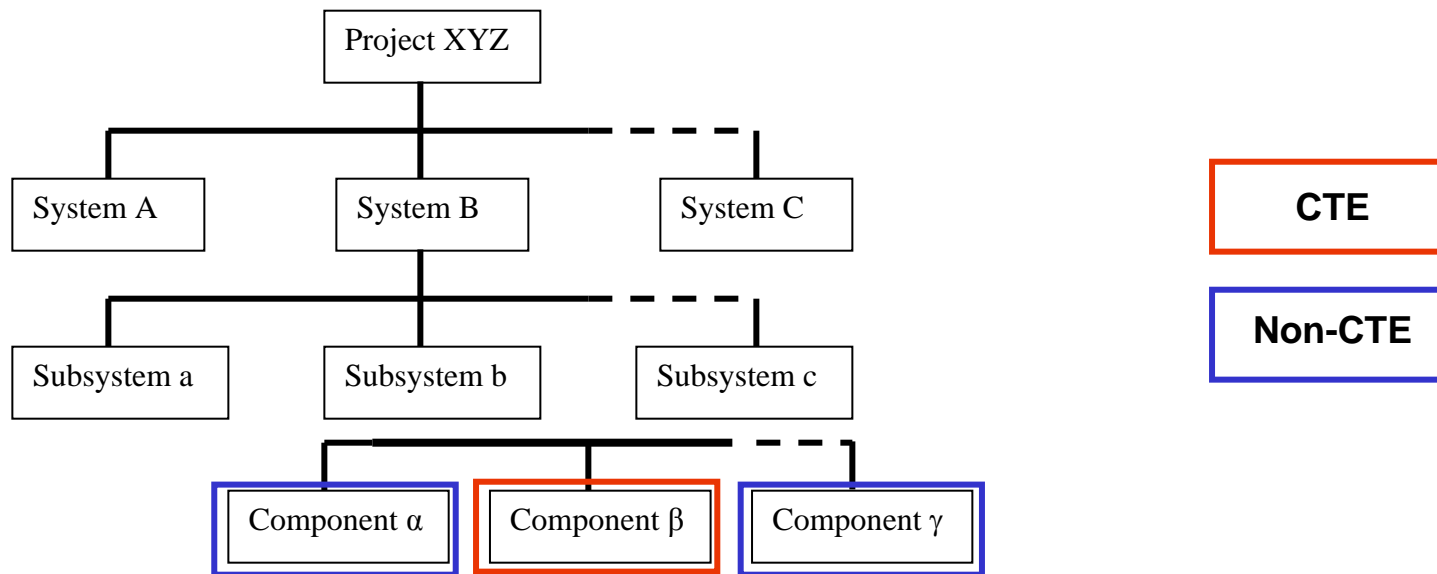 Project XYZ
System A
System B
System C
CTE
Non-CTE
Subsystem a
Subsystem b
Subsystem c
Component α
Component β
Component γ